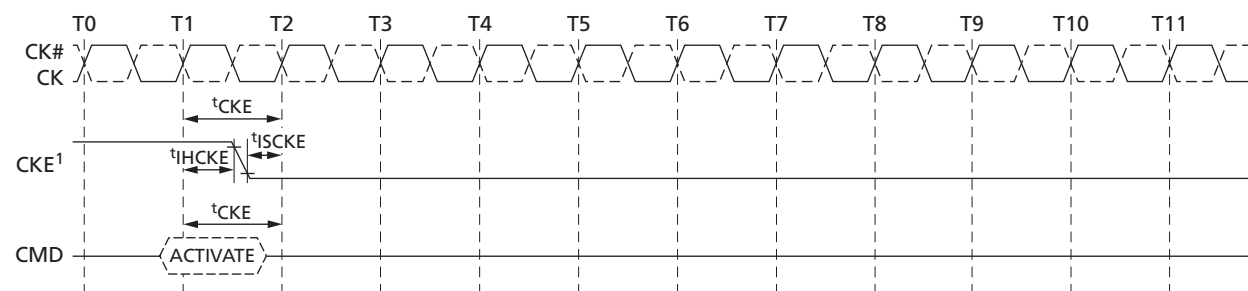 T0 T1 T2 T3 T4 T5 T6 T7 T8 T9 T10 T11
CK#
CK
tCKE
tISCKE
CKE1
tIHCKE
tCKE
CMD
ACTIVATE